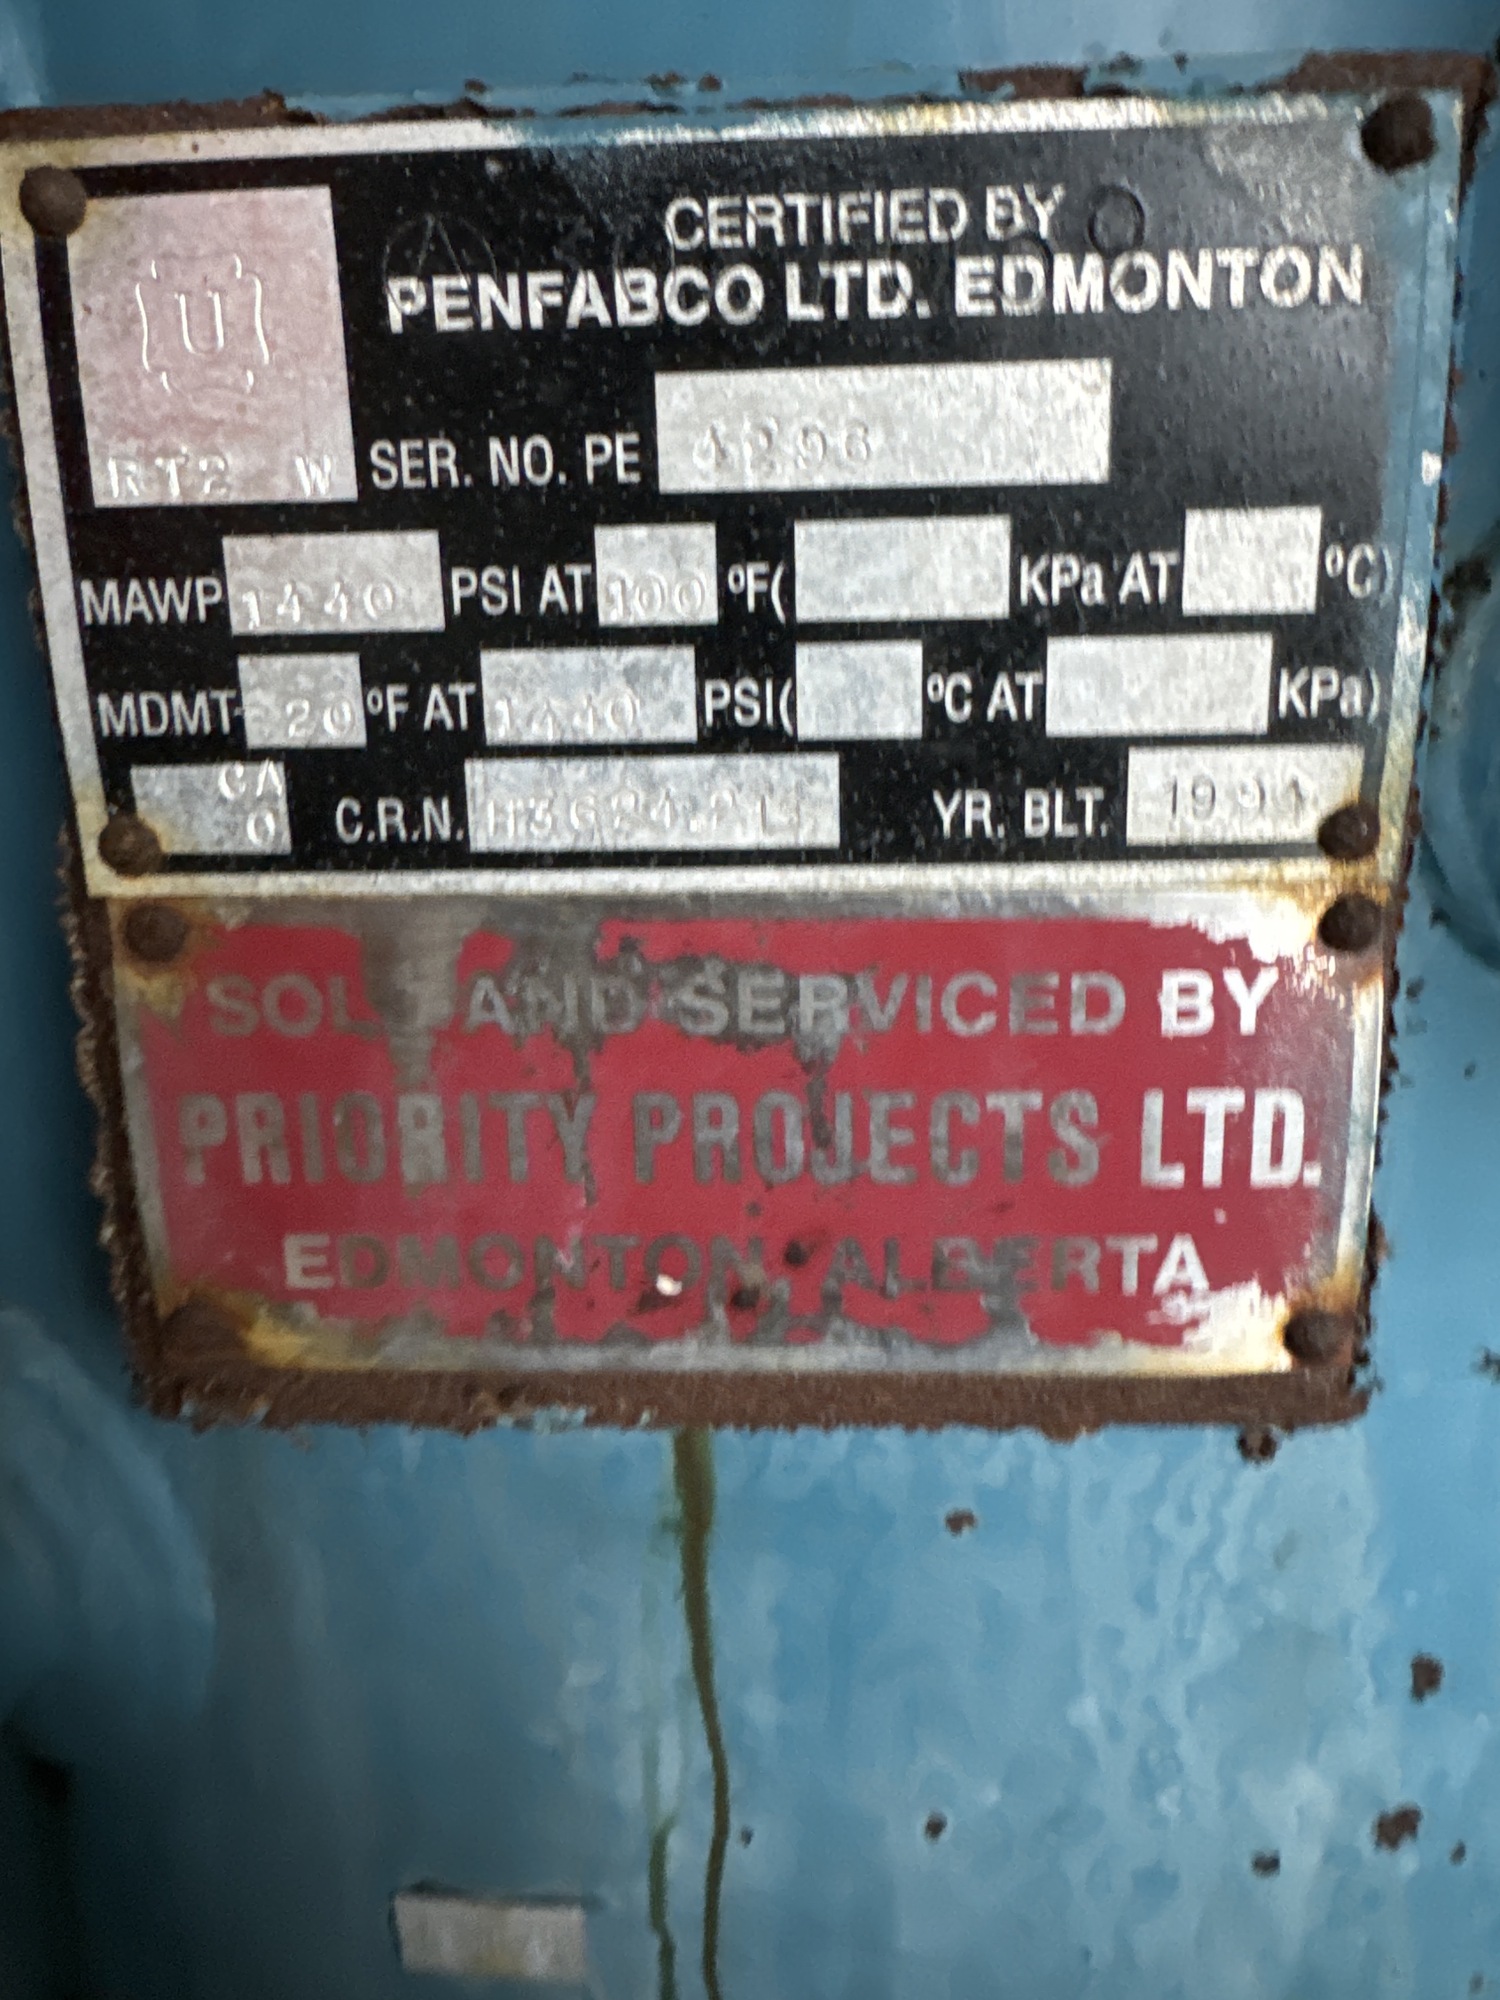 U
RT2 W
CERTIFIED BY
PENFABCO LTD. EDMONTON
SER. NO. PE 4296
MAWP 1440 PSI AT 100 ºF( KPa AT ºC)
MDMT -20 ºF AT 1440 PSI( ºC AT KPa)
CA
0
C.R.N. YR. BLT.
SOLD AND SERVICED BY
PRIORITY PROJECTS LTD.
EDMONTON, ALBERTA